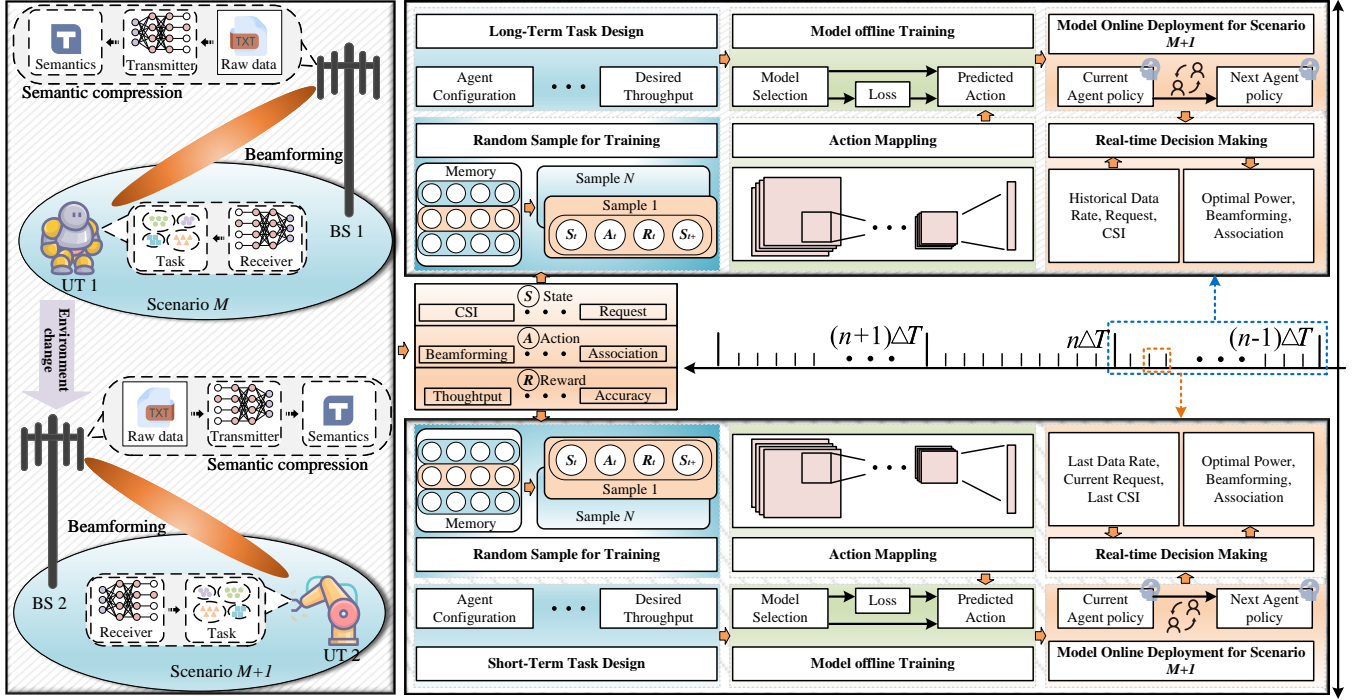 Semantics
Transmitter
TXT
Raw data
Semantic compression
Beamforming
BS 1
Task
Receiver
UT 1
Scenario M
Environment
change
TXT
Raw data
Transmitter
Semantics
Semantic compression
Beamforming
BS 2
Receiver
Task
UT 2
Scenario M+1
Long-Term Task Design
Agent
Configuration
Desired
Throughput
Random Sample for Training
Memory
Sample N
Sample 1
St
At
Rt
St+
Model offline Training
Model
Selection
Loss
Predicted
Action
Action Mappling
Model Online Deployment for Scenario
M+1
Current
Agent policy
Next Agent
policy
Real-time Decision Making
Historical Data
Rate, Request,
CSI
Optimal Power,
Beamforming,
Association
S State
CSI
Request
A Action
Beamforming
Association
R Reward
Thoughtput
Accuracy
(n+1)△T
n△T
(n-1)△T
St
At
Rt
St+
Sample 1
Sample N
Memory
Random Sample for Training
Agent
Configuration
Desired
Throughput
Short-Term Task Design
Action Mappling
Model
Selection
Loss
Predicted
Action
Model offline Training
Last Data Rate,
Current Request,
Last CSI
Optimal Power,
Beamforming,
Association
Real-time Decision Making
Current
Agent policy
Next Agent
policy
Model Online Deployment for Scenario
M+1